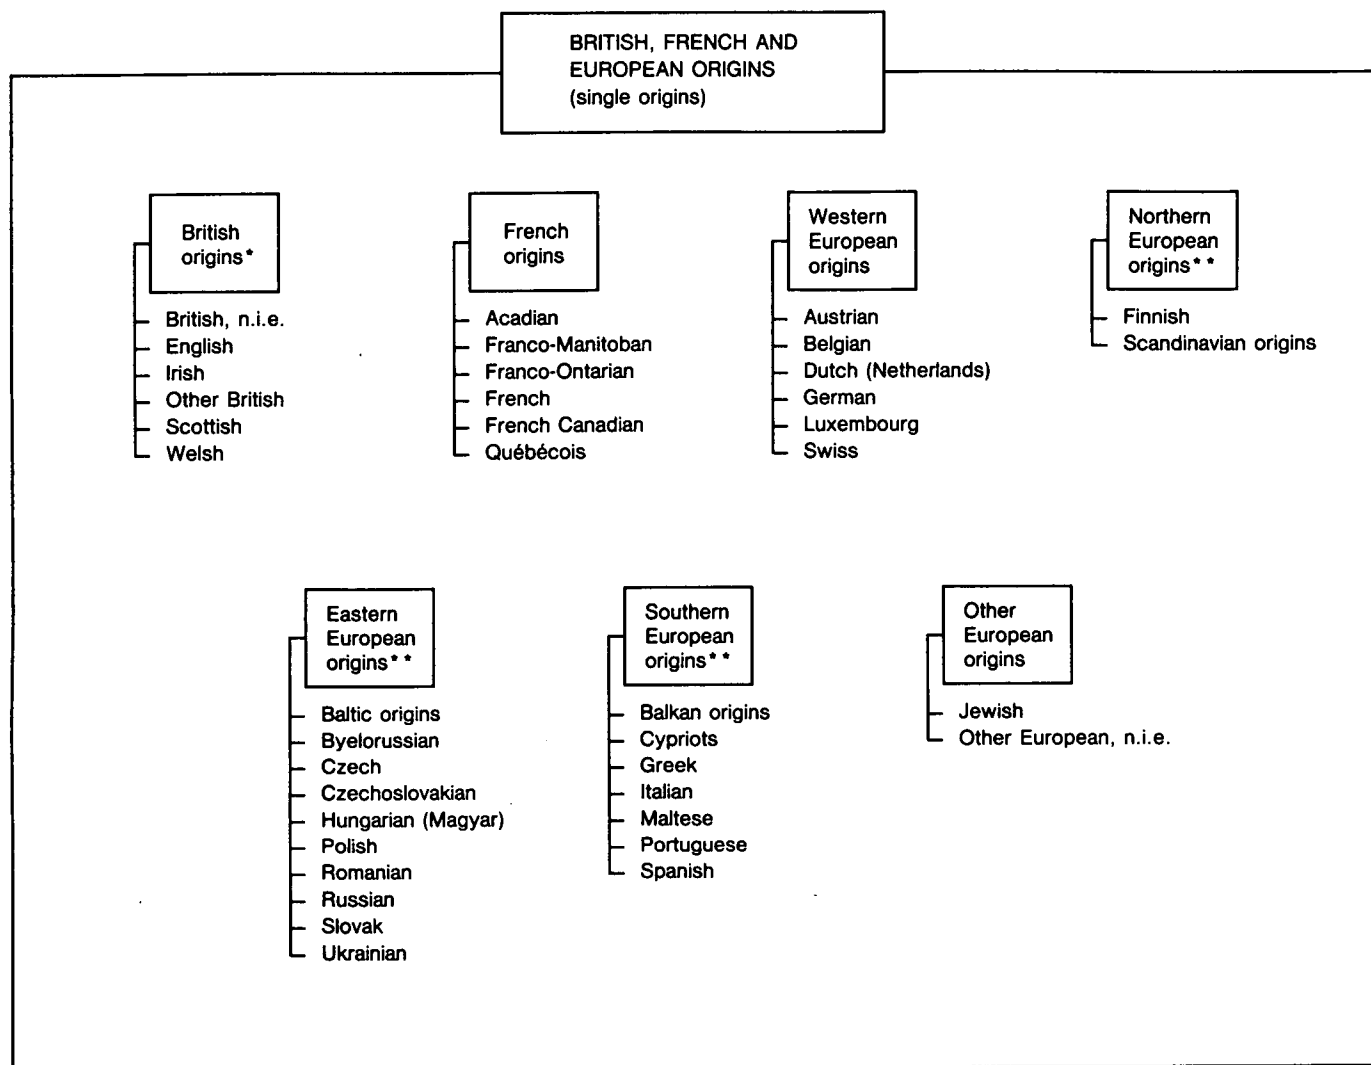 BRITISH, FRENCH AND
EUROPEAN ORIGINS
(single origins)
British
origins*
British, n.i.e.
English
Irish
Other British
Scottish
Welsh
French
origins
Acadian
Franco-Manitoban
Franco-Ontarian
French
French Canadian
Québécois
Western
European
origins
Austrian
Belgian
Dutch (Netherlands)
German
Luxembourg
Swiss
Northern
European
origins**
Finnish
Scandinavian origins
Eastern
European
origins**
Baltic origins
Byelorussian
Czech
Czechoslovakian
Hungarian (Magyar)
Polish
Romanian
Russian
Slovak
Ukrainian
Southern
European
origins**
Balkan origins
Cypriots
Greek
Italian
Maltese
Portuguese
Spanish
Other
European
origins
Jewish
Other European, n.i.e.